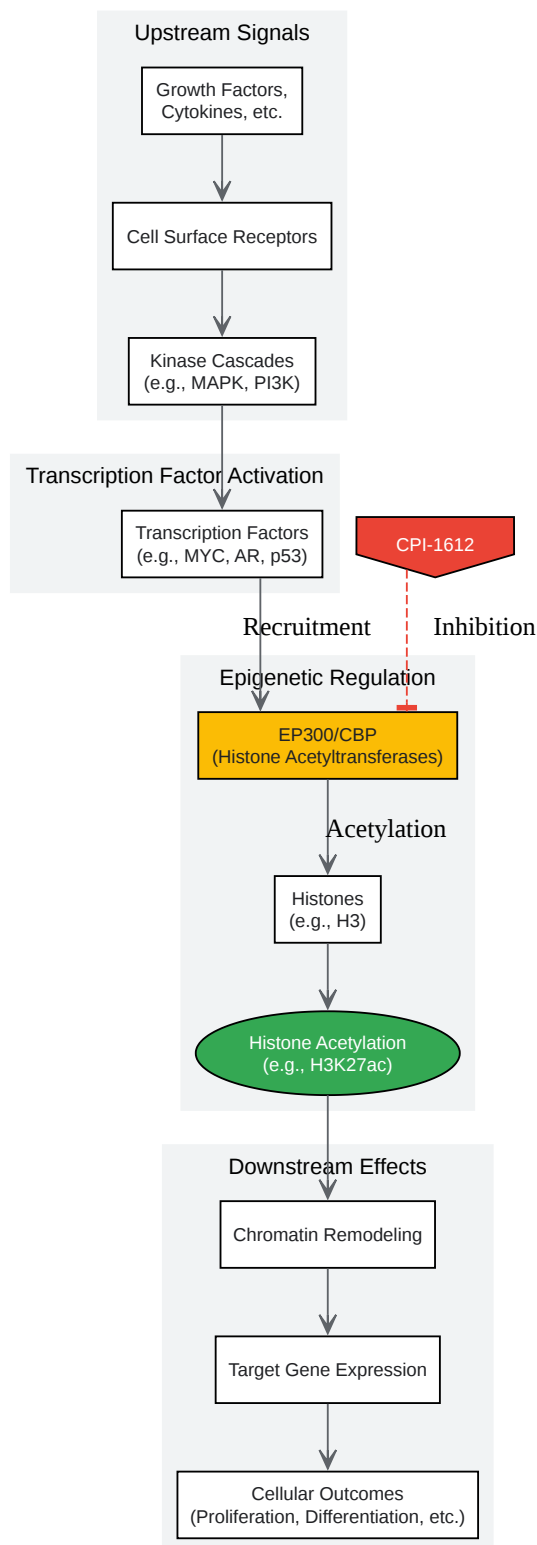 Upstream Signals
Growth Factors,
Cytokines, etc.
Cell Surface Receptors
Kinase Cascades
(e.g., MAPK, PI3K)
Transcription Factor Activation
Transcription Factors
(e.g., MYC, AR, p53)
CPI-1612
Recruitment
Inhibition
Epigenetic Regulation
EP300/CBP
(Histone Acetyltransferases)
Acetylation
Histones
(e.g., H3)
Histone Acetylation
(e.g., H3K27ac)
Downstream Effects
Chromatin Remodeling
Target Gene Expression
Cellular Outcomes
(Proliferation, Differentiation, etc.)